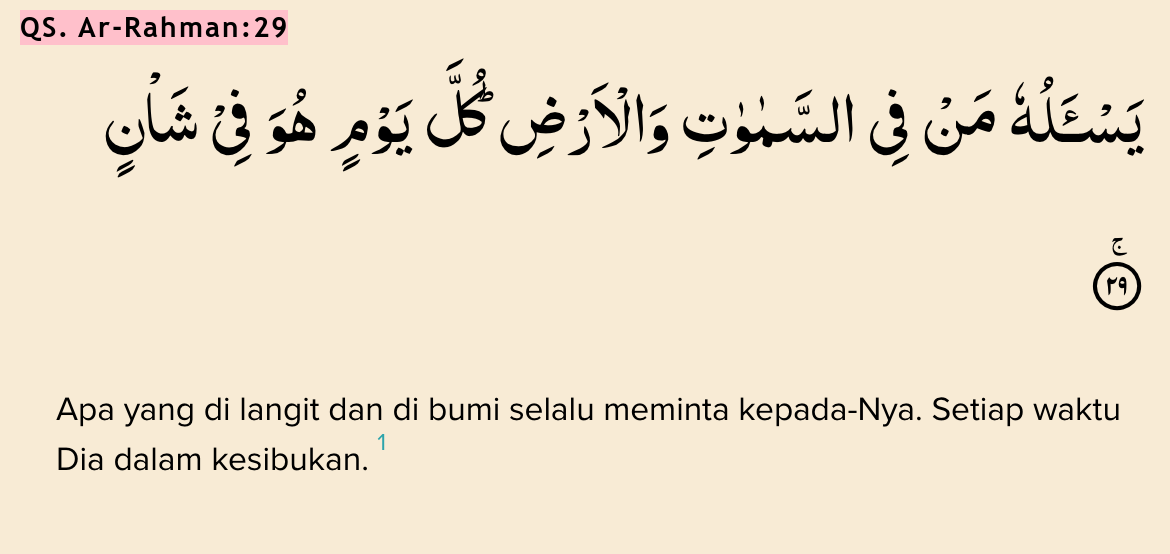 QS. Ar-Rahman:29
يَسْـَٔلُهٗ مَنْ فِى السَّمٰوٰتِ وَالْاَرْضِۗ كُلَّ يَوْمٍ هُوَ فِيْ شَأْنٍ
ۚ ٢٩
Apa yang di langit dan di bumi selalu meminta kepada-Nya. Setiap waktu
Dia dalam kesibukan. 1